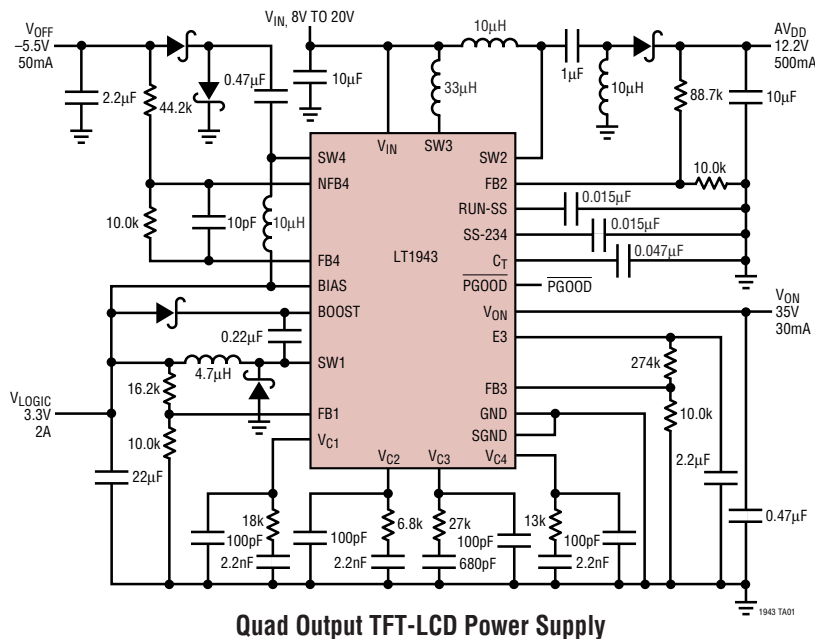 VOFF
–5.5V
50mA
VIN, 8V TO 20V
10µH
AVDD
12.2V
500mA
2.2µF
44.2k
0.47µF
10µF
33µH
1µF
10µH
88.7k
10µF
VIN
SW3
SW4
SW2
NFB4
FB2
10.0k
10.0k
10pF
10µH
RUN-SS
0.015µF
SS-234
0.015µF
LT1943
CT
0.047µF
FB4
BIAS
PGOOD
PGOOD
BOOST
VON
VON
35V
30mA
0.22µF
E3
SW1
274k
4.7µH
16.2k
FB3
VLOGIC
3.3V
2A
FB1
GND
10.0k
10.0k
SGND
VC1
VC2
VC3
VC4
22µF
2.2µF
18k
6.8k
27k
13k
0.47µF
100pF
100pF
100pF
100pF
2.2nF
2.2nF
680pF
2.2nF
1943 TA01
Quad Output TFT-LCD Power Supply